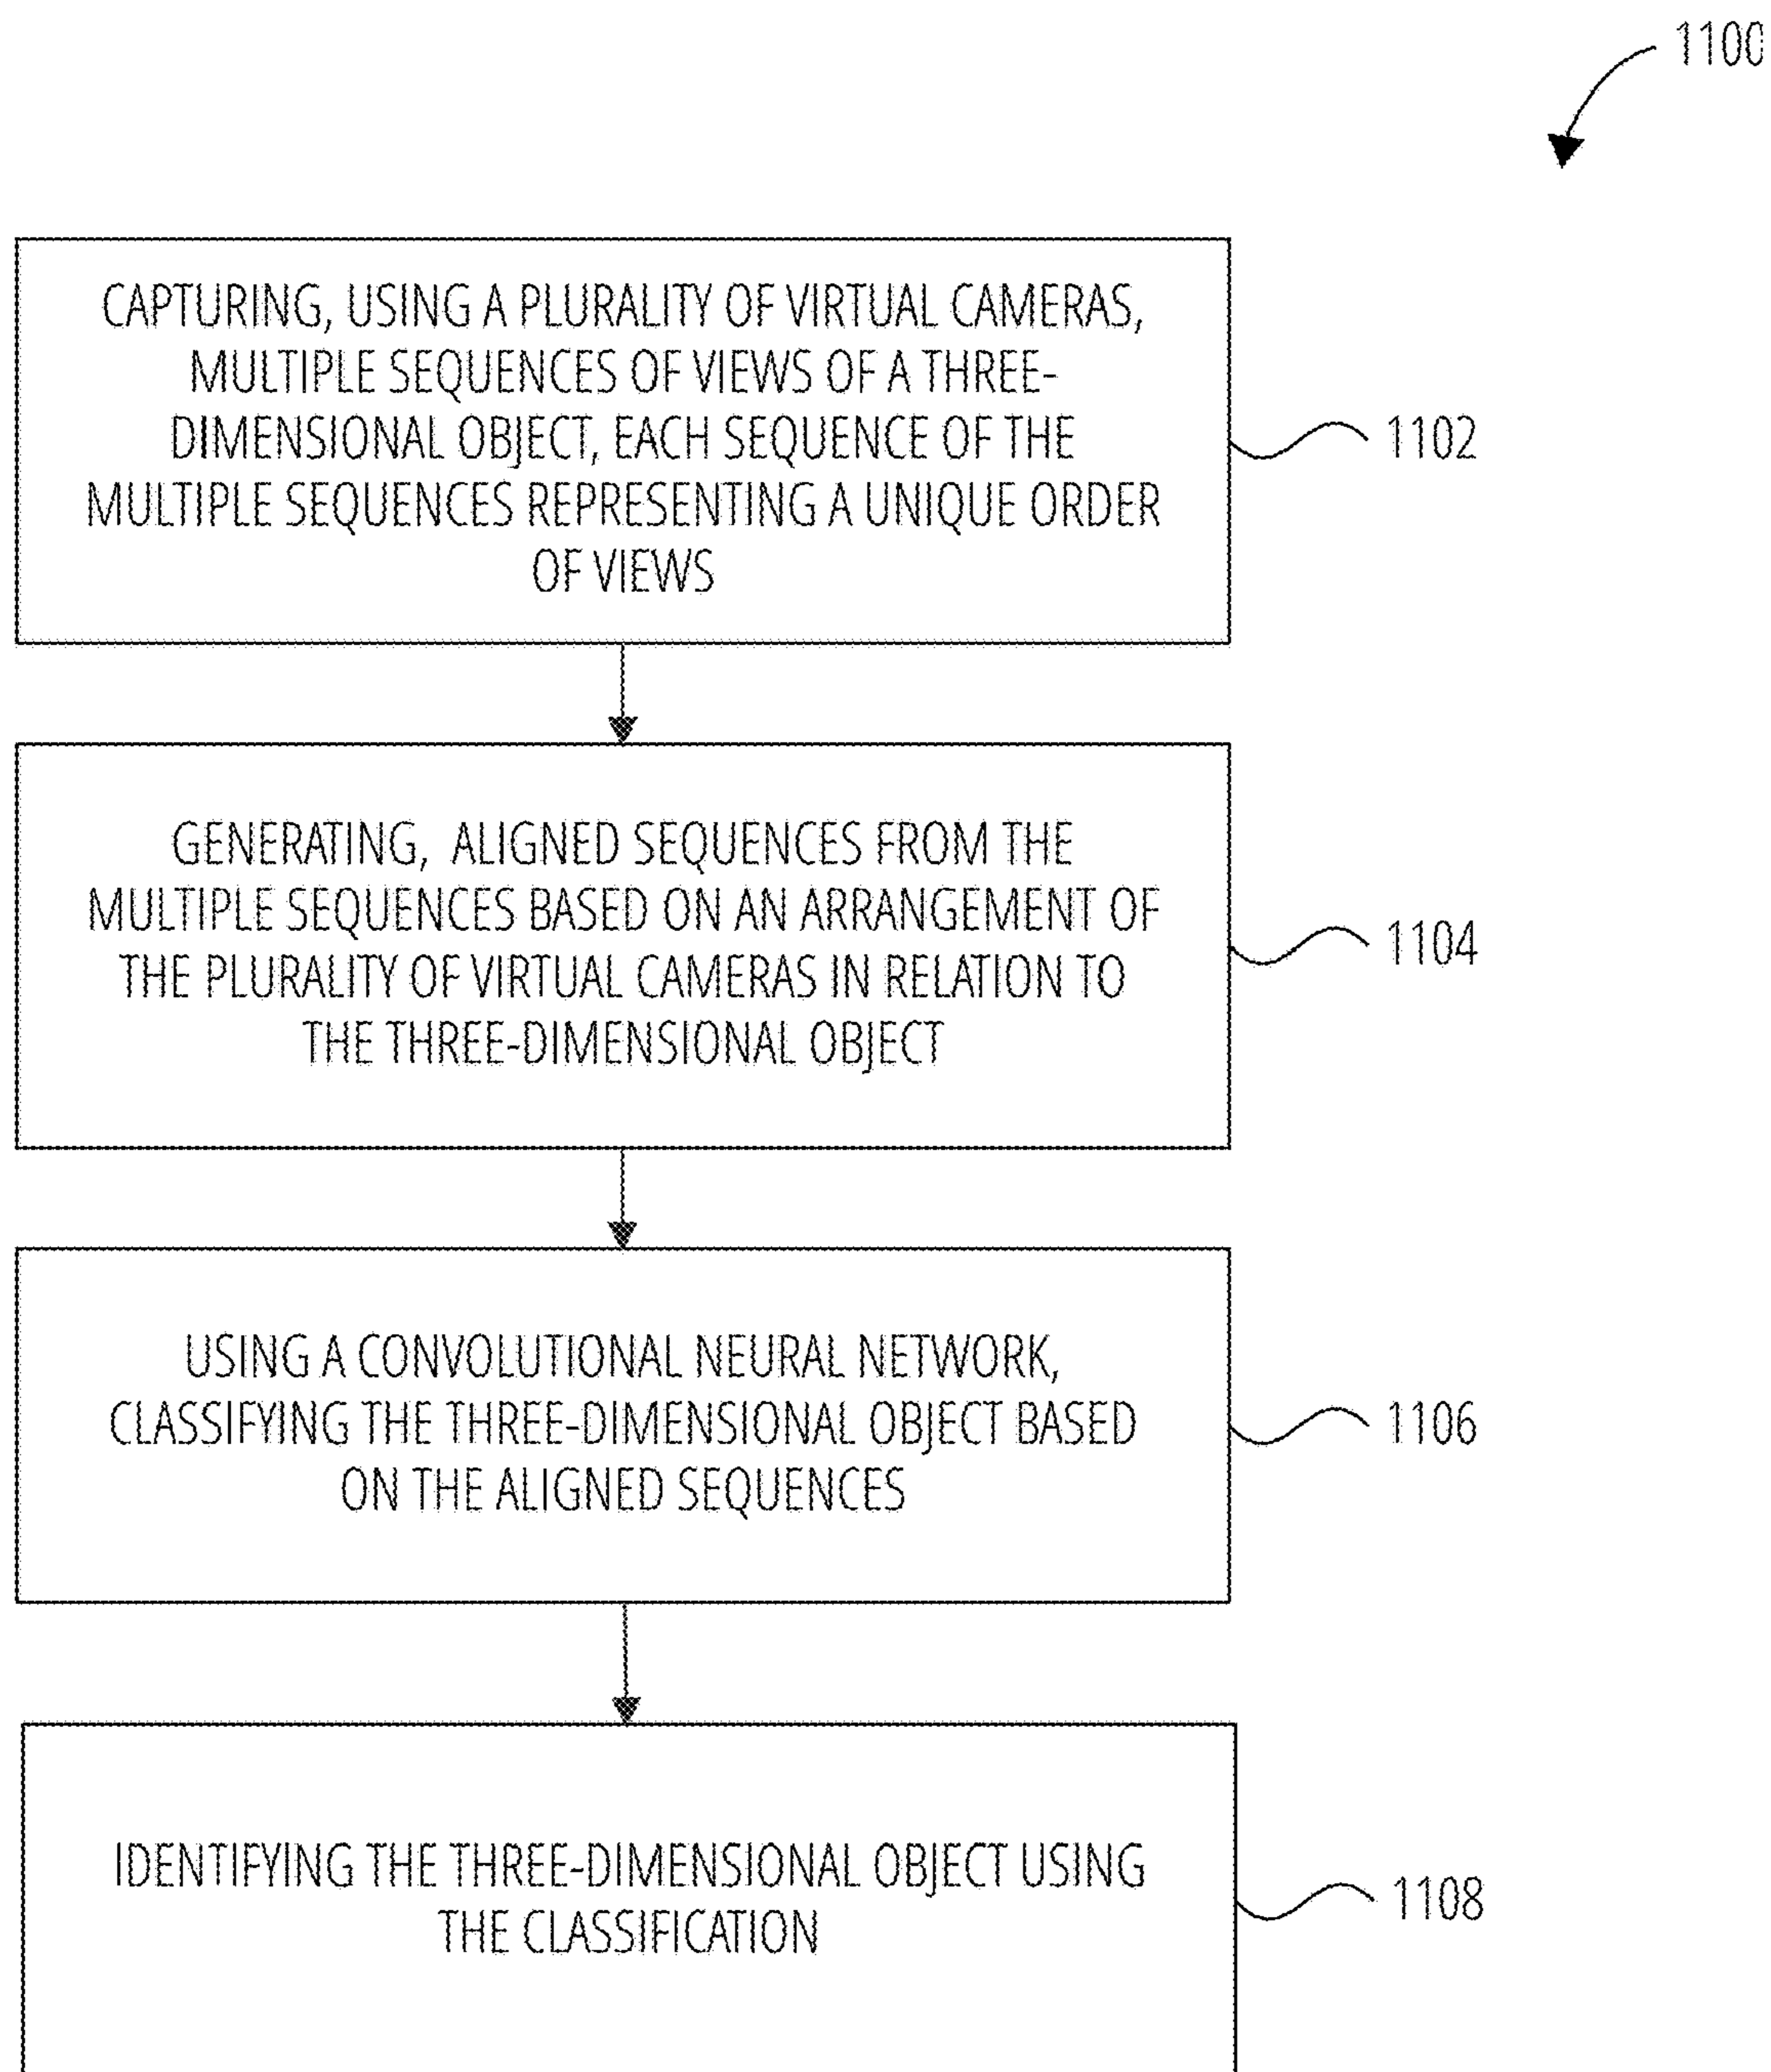 1100
CAPTURING, USING A PLURALITY OF VIRTUAL CAMERAS,
MULTIPLE SEQUENCES OF VIEWS OF A THREE-
DIMENSIONAL OBJECT, EACH SEQUENCE OF THE
MULTIPLE SEQUENCES REPRESENTING A UNIQUE ORDER
OF VIEWS
1102
GENERATING,  ALIGNED SEQUENCES FROM THE
MULTIPLE SEQUENCES BASED ON AN ARRANGEMENT OF
THE PLURALITY OF VIRTUAL CAMERAS IN RELATION TO
THE THREE-DIMENSIONAL OBJECT
1104
USING A CONVOLUTIONAL NEURAL NETWORK,
CLASSIFYING THE THREE-DIMENSIONAL OBJECT BASED
ON THE ALIGNED SEQUENCES
1106
IDENTIFYING THE THREE-DIMENSIONAL OBJECT USING
THE CLASSIFICATION
1108